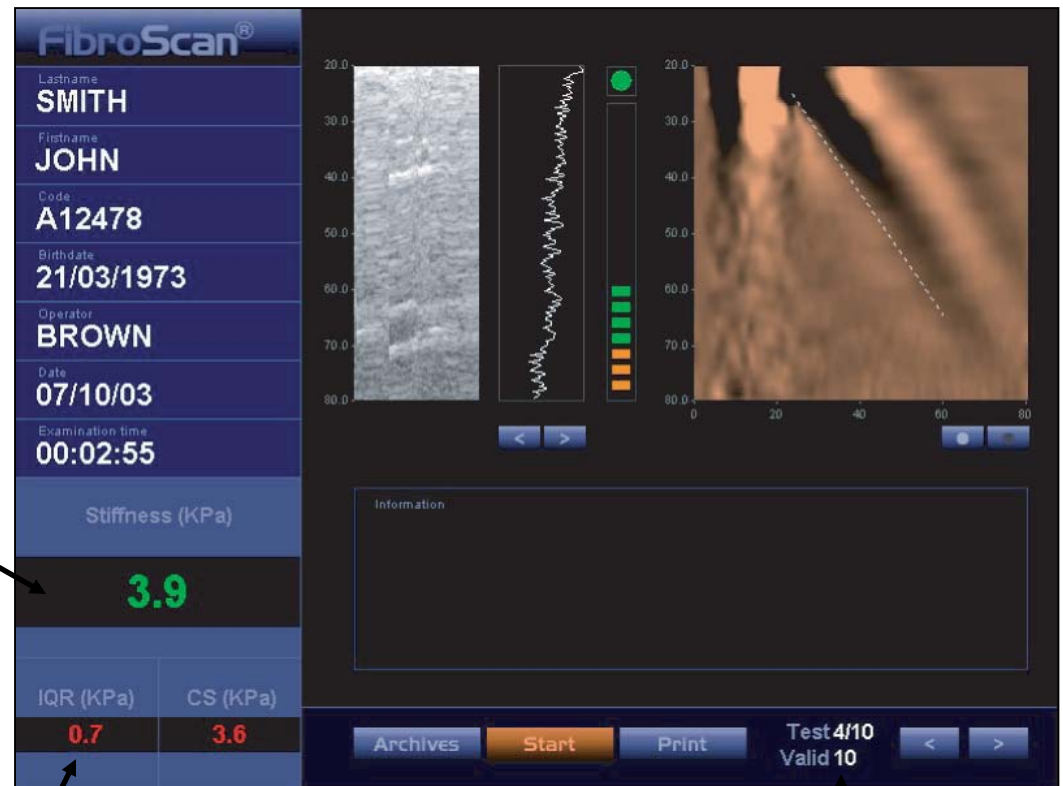 FibroScan®
Lastname
SMITH
Firstname
JOHN
Code
A12478
Birthdate
21/03/1973
Operator
BROWN
Date
07/10/03
Examination time
00:02:55
Stiffness (KPa)
3.9
IQR (KPa) CS (KPa)
0.7 3.6
20.0
30.0
40.0
50.0
60.0
70.0
80.0
< >
20.0
30.0
40.0
50.0
60.0
70.0
80.0
0 20 40 60 80
Information
Archives Start Print
Test 4/10
Valid 10
< >